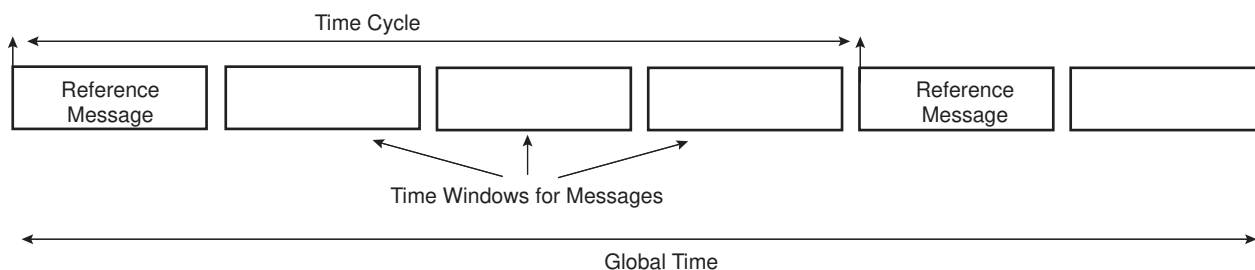 Time Cycle
Reference
Message
Reference
Message
Time Windows for Messages
Global Time